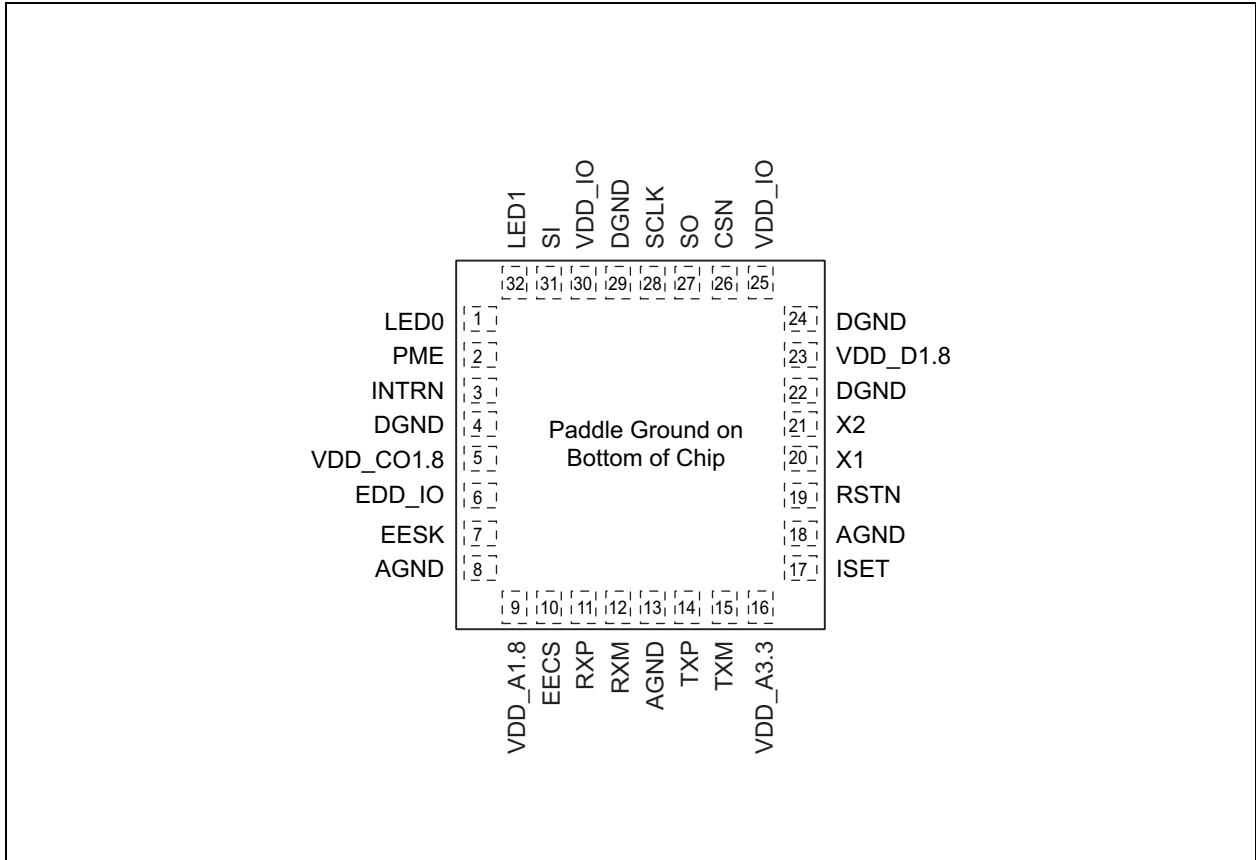 LED1
SI
VDD_IO
DGND
SCLK
SO
CSN
VDD_IO
32 31 30 29 28 27 26 25
LED0 1
PME 2
INTRN 3
DGND 4
VDD_CO1.8 5
EDD_IO 6
EESK 7
AGND 8
Paddle Ground on
Bottom of Chip
24 DGND
23 VDD_D1.8
22 DGND
21 X2
20 X1
19 RSTN
18 AGND
17 ISET
9 10 11 12 13 14 15 16
VDD_A1.8
EECS
RXP
RXM
AGND
TXP
TXM
VDD_A3.3